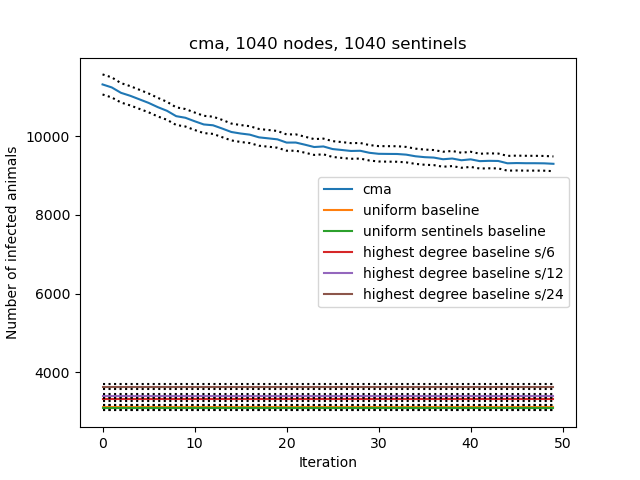 cma, 1040 nodes, 1040 sentinels
Number of infected animals
10000
8000
6000
4000
cma
uniform baseline
uniform sentinels baseline
highest degree baseline s/6
highest degree baseline s/12
highest degree baseline s/24
0 10 20 30 40 50
Iteration